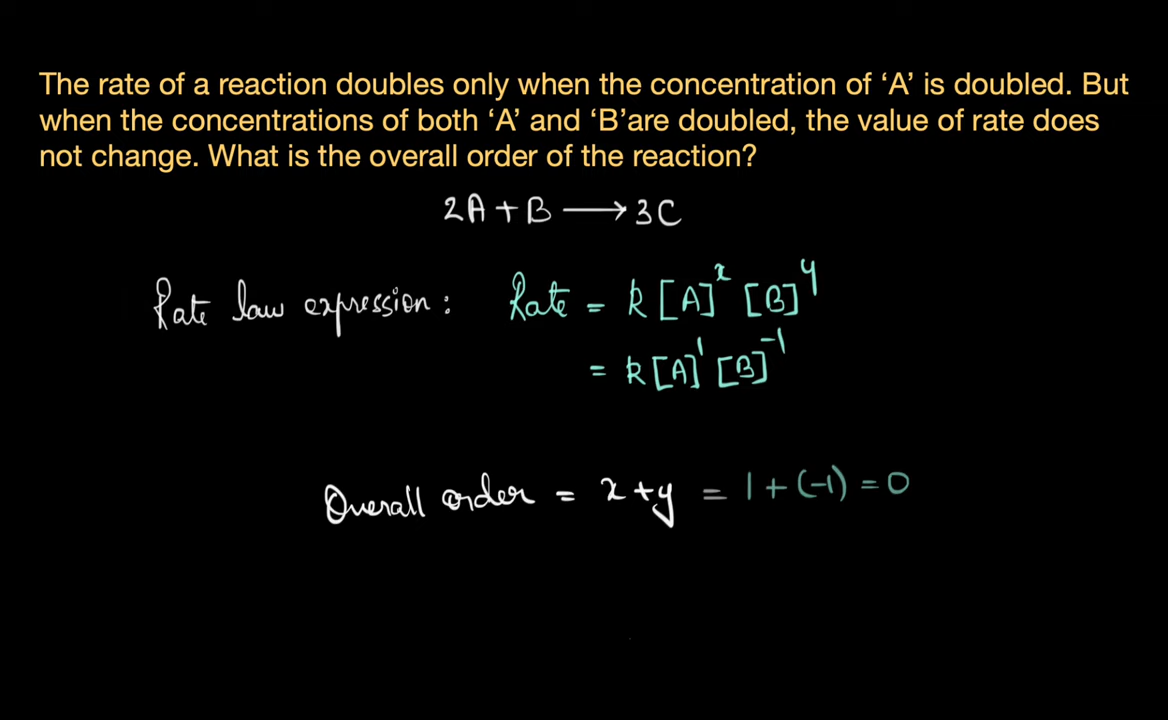 The rate of a reaction doubles only when the concentration of ‘A’ is doubled. But
when the concentrations of both ‘A’ and ‘B’are doubled, the value of rate does
not change. What is the overall order of the reaction?
2A + B ⟶ 3C
Rate law expression: Rate = k [A]^x [B]^y
= k [A]^1 [B]^-1
Overall order = x + y = 1 + (-1) = 0